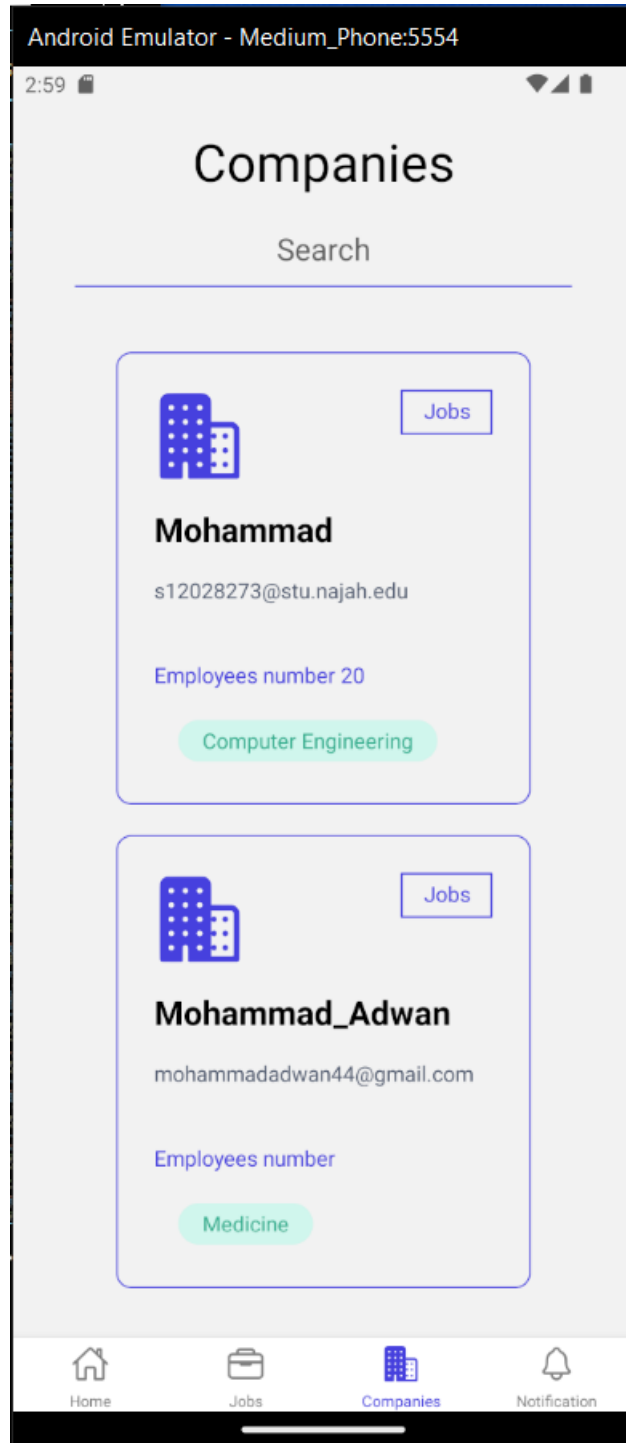 Android Emulator - Medium_Phone:5554
2:59
Companies
Search
Jobs
Mohammad
s12028273@stu.najah.edu
Employees number 20
Computer Engineering
Jobs
Mohammad_Adwan
mohammadadwan44@gmail.com
Employees number
Medicine
Home Jobs Companies Notification